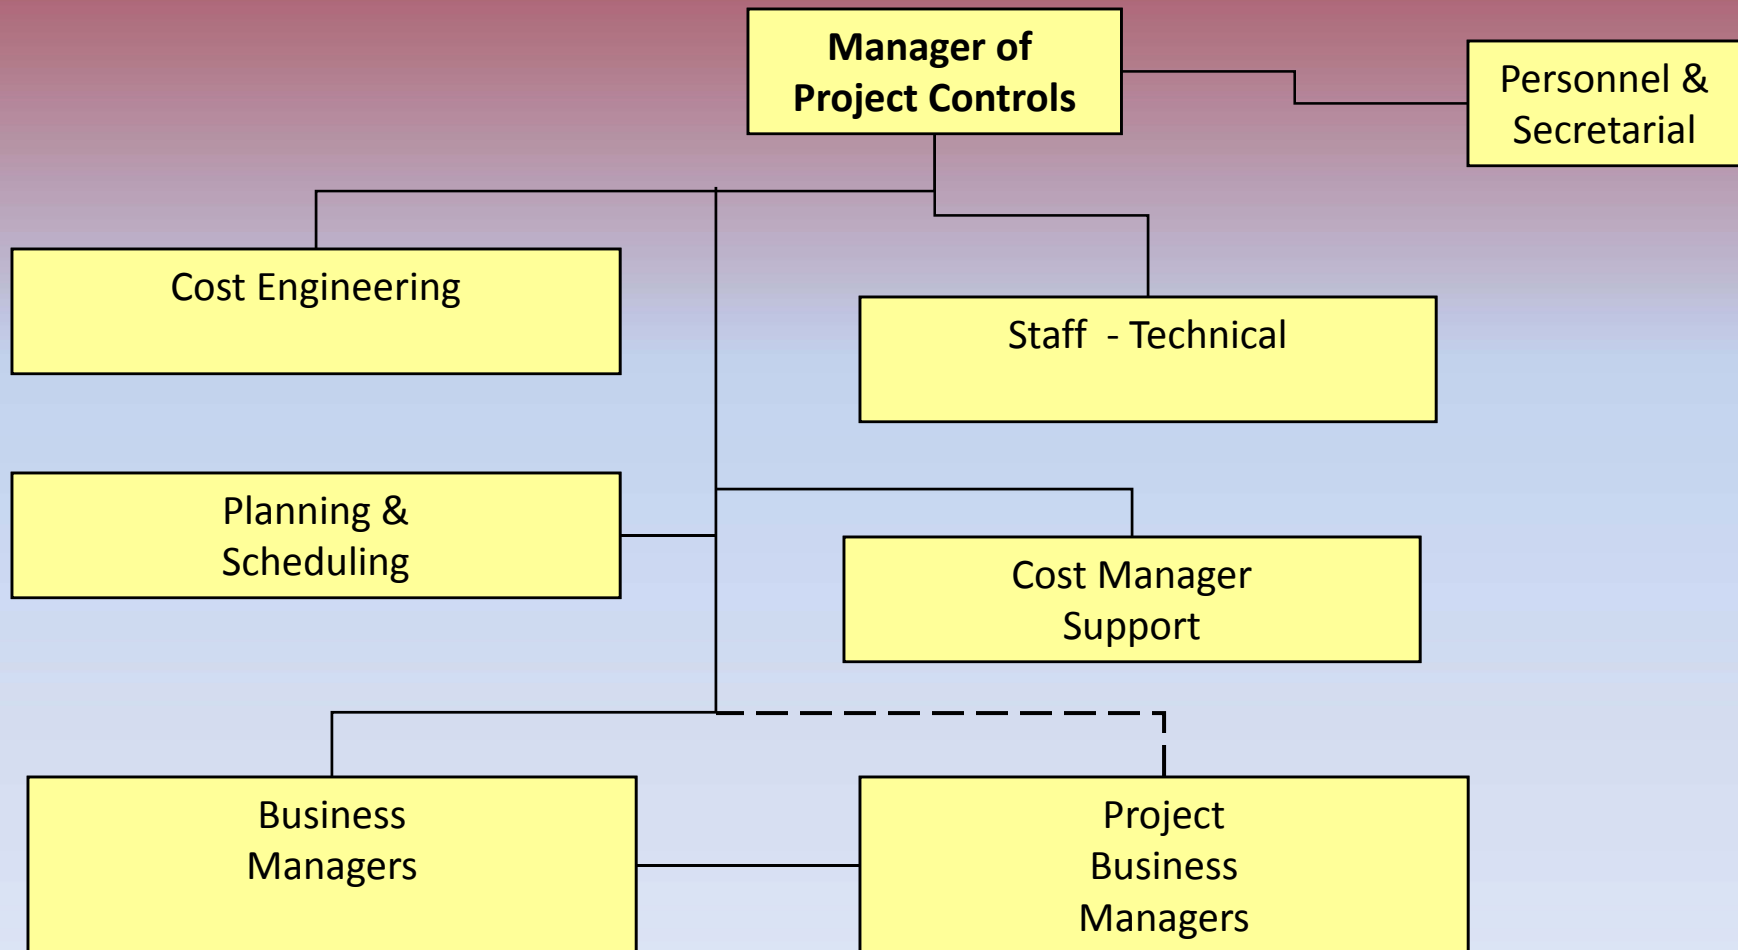 Manager of
Project Controls
Personnel &
Secretarial
Cost Engineering
Staff  - Technical
Planning &
Scheduling
Cost Manager
Support
Business
Managers
Project
Business
Managers